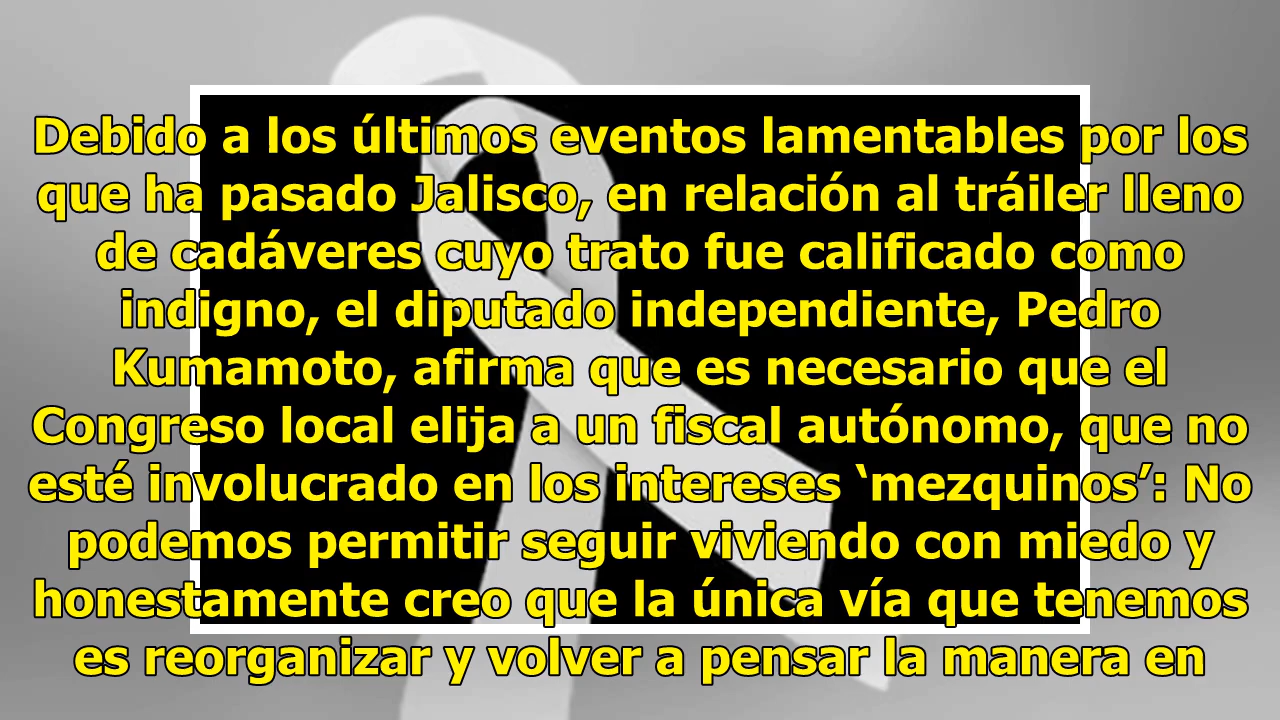 Debido a los últimos eventos lamentables por los
que ha pasado Jalisco, en relación al tráiler lleno
de cadáveres cuyo trato fue calificado como
indigno, el diputado independiente, Pedro
Kumamoto, afirma que es necesario que el
Congreso local elija a un fiscal autónomo, que no
esté involucrado en los intereses ‘mezquinos’: No
podemos permitir seguir viviendo con miedo y
honestamente creo que la única vía que tenemos
es reorganizar y volver a pensar la manera en